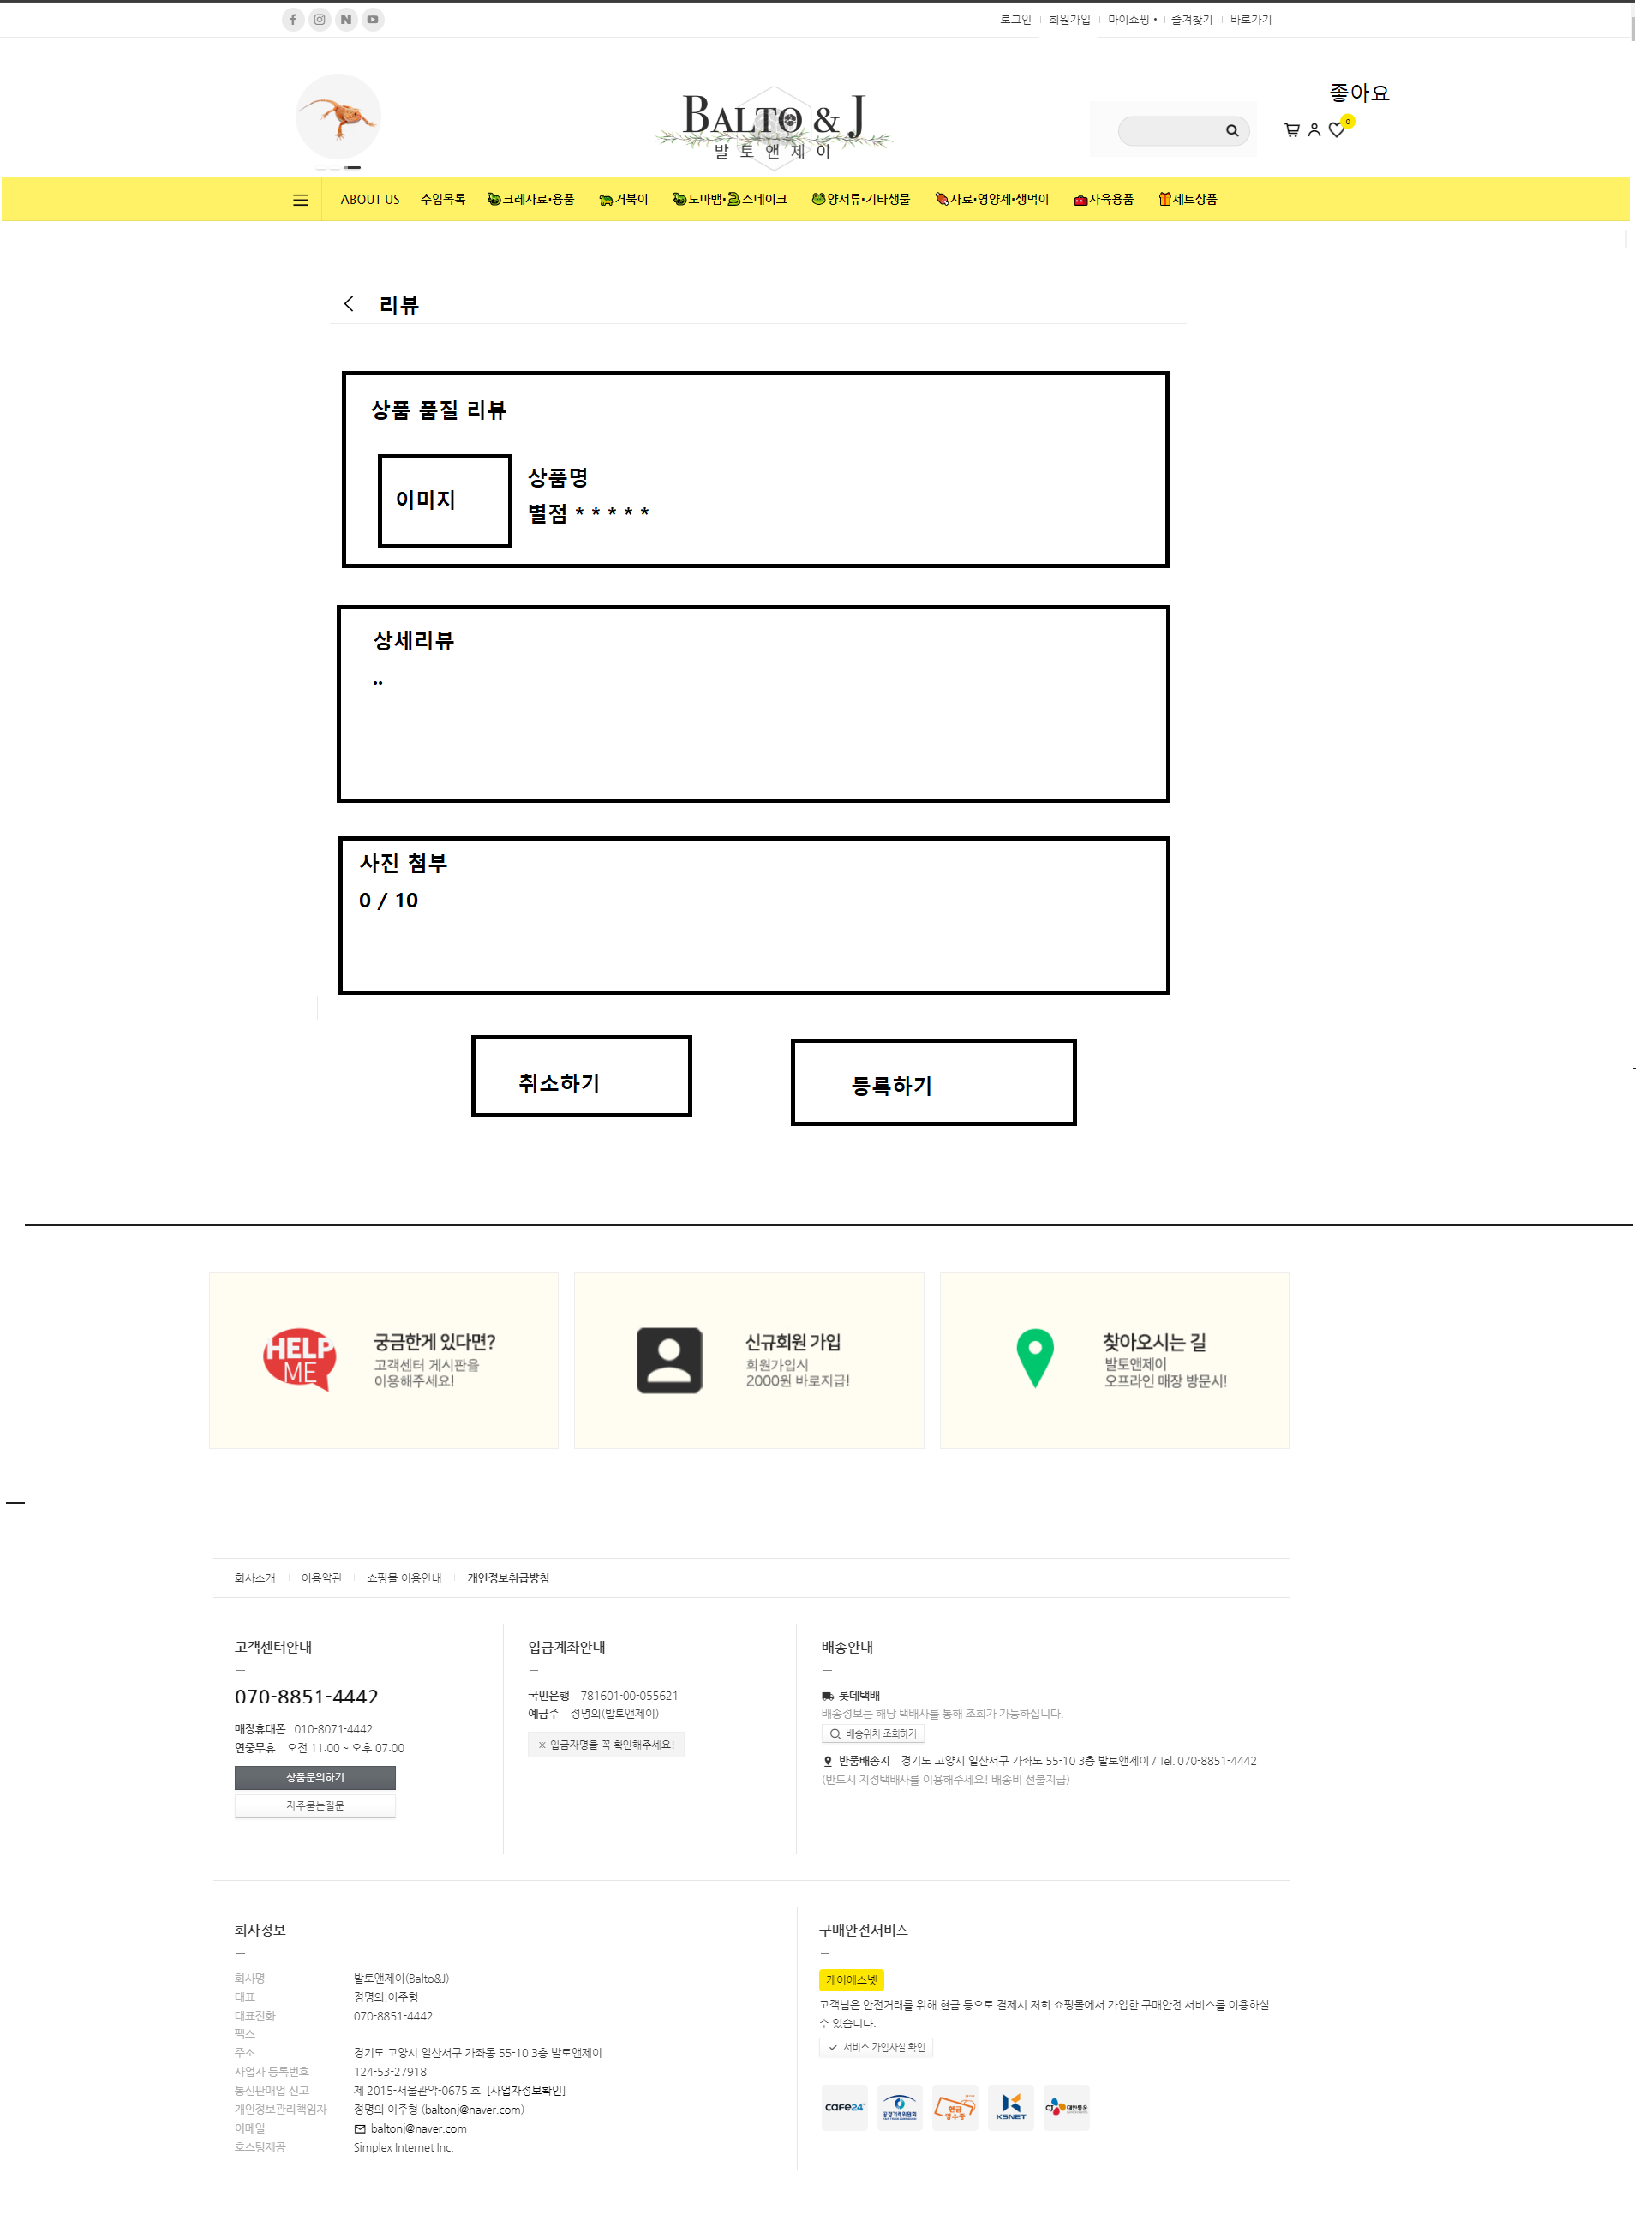 로그인 회원가입 마이쇼핑 • 즐겨찾기 바로가기
좋아요
BALTO & J
발토앤제이
0
ABOUT US 수입목록 크레사료•용품 거북이 도마뱀•스네이크 양서류•기타생물 사료•영양제•생먹이 사육용품 세트상품
리뷰
상품 품질 리뷰
이미지
상품명
별점 * * * * *
상세리뷰
..
사진 첨부
0 / 10
취소하기
등록하기
HELP ME
궁금한게 있다면?
고객센터 게시판을
이용해주세요!
신규회원 가입
회원가입시
2000원 바로지급!
찾아오시는 길
발토앤제이
오프라인 매장 방문시!
회사소개 이용약관 쇼핑몰 이용안내 개인정보취급방침
고객센터안내
070-8851-4442
매장휴대폰 010-8071-4442
연중무휴 오전 11:00 ~ 오후 07:00
상품문의하기
자주묻는질문
입금계좌안내
국민은행 781601-00-055621
예금주 정명의(발토앤제이)
※ 입금자명을 꼭 확인해주세요!
배송안내
롯데택배
배송정보는 해당 택배사를 통해 조회가 가능하십니다.
배송위치 조회하기
반품배송지 경기도 고양시 일산서구 가좌도 55-10 3층 발토앤제이 / Tel. 070-8851-4442
(반드시 지정택배사를 이용해주세요! 배송비 선불지급)
회사정보
회사명 발토앤제이(Balto&J)
대표 정명의,이주형
대표전화 070-8851-4442
팩스
주소 경기도 고양시 일산서구 가좌동 55-10 3층 발토앤제이
사업자 등록번호 124-53-27918
통신판매업 신고 제 2015-서울관악-0675 호 [사업자정보확인]
개인정보관리책임자 정명의 이주형 (baltonj@naver.com)
이메일 baltonj@naver.com
호스팅제공 Simplex Internet Inc.
구매안전서비스
케이에스넷
고객님은 안전거래를 위해 현금 등으로 결제시 저희 쇼핑몰에서 가입한 구매안전 서비스를 이용하실
수 있습니다.
서비스 가입사실 확인
cafe24 공정거래위원회 현금영수증 KSNET CJ대한통운